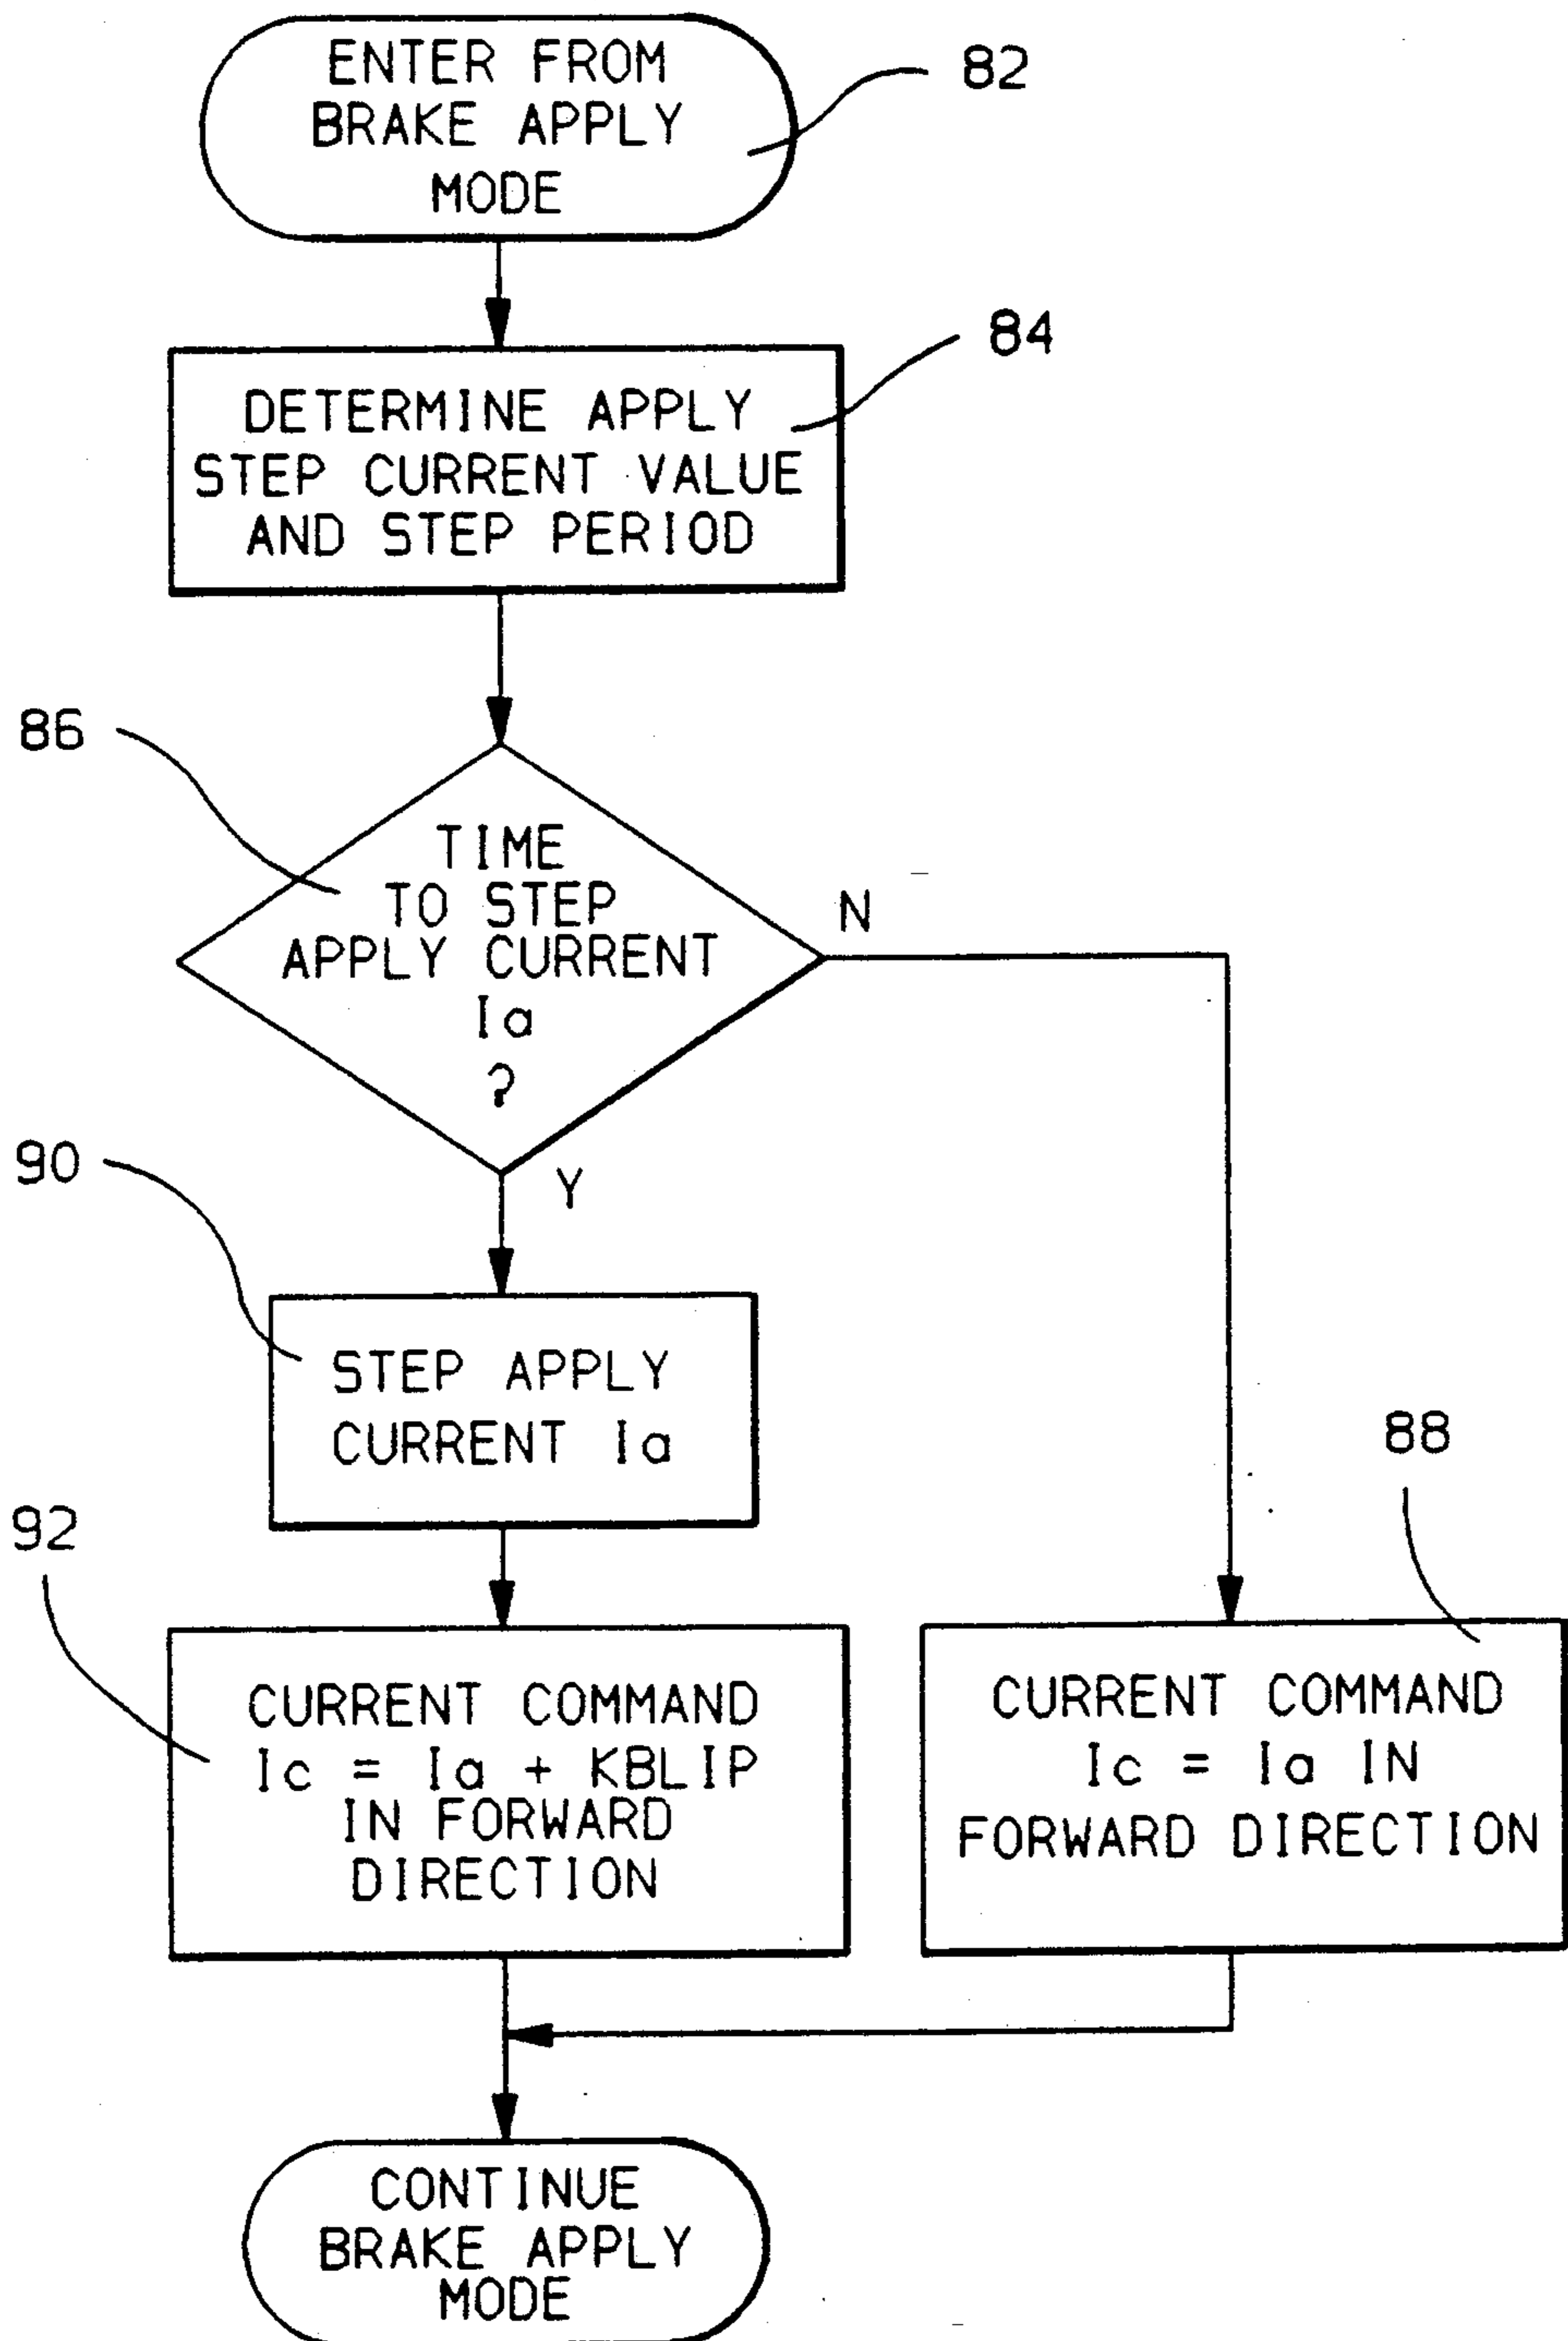 ENTER FROM
BRAKE APPLY
MODE
82
DETERMINE APPLY
STEP CURRENT VALUE
AND STEP PERIOD
84
86
TIME
TO STEP
APPLY CURRENT
Ia
?
N
Y
90
STEP APPLY
CURRENT Ia
88
92
CURRENT COMMAND
Ic = Ia + KBLIP
IN FORWARD
DIRECTION
CURRENT COMMAND
Ic = Ia IN
FORWARD DIRECTION
CONTINUE
BRAKE APPLY
MODE